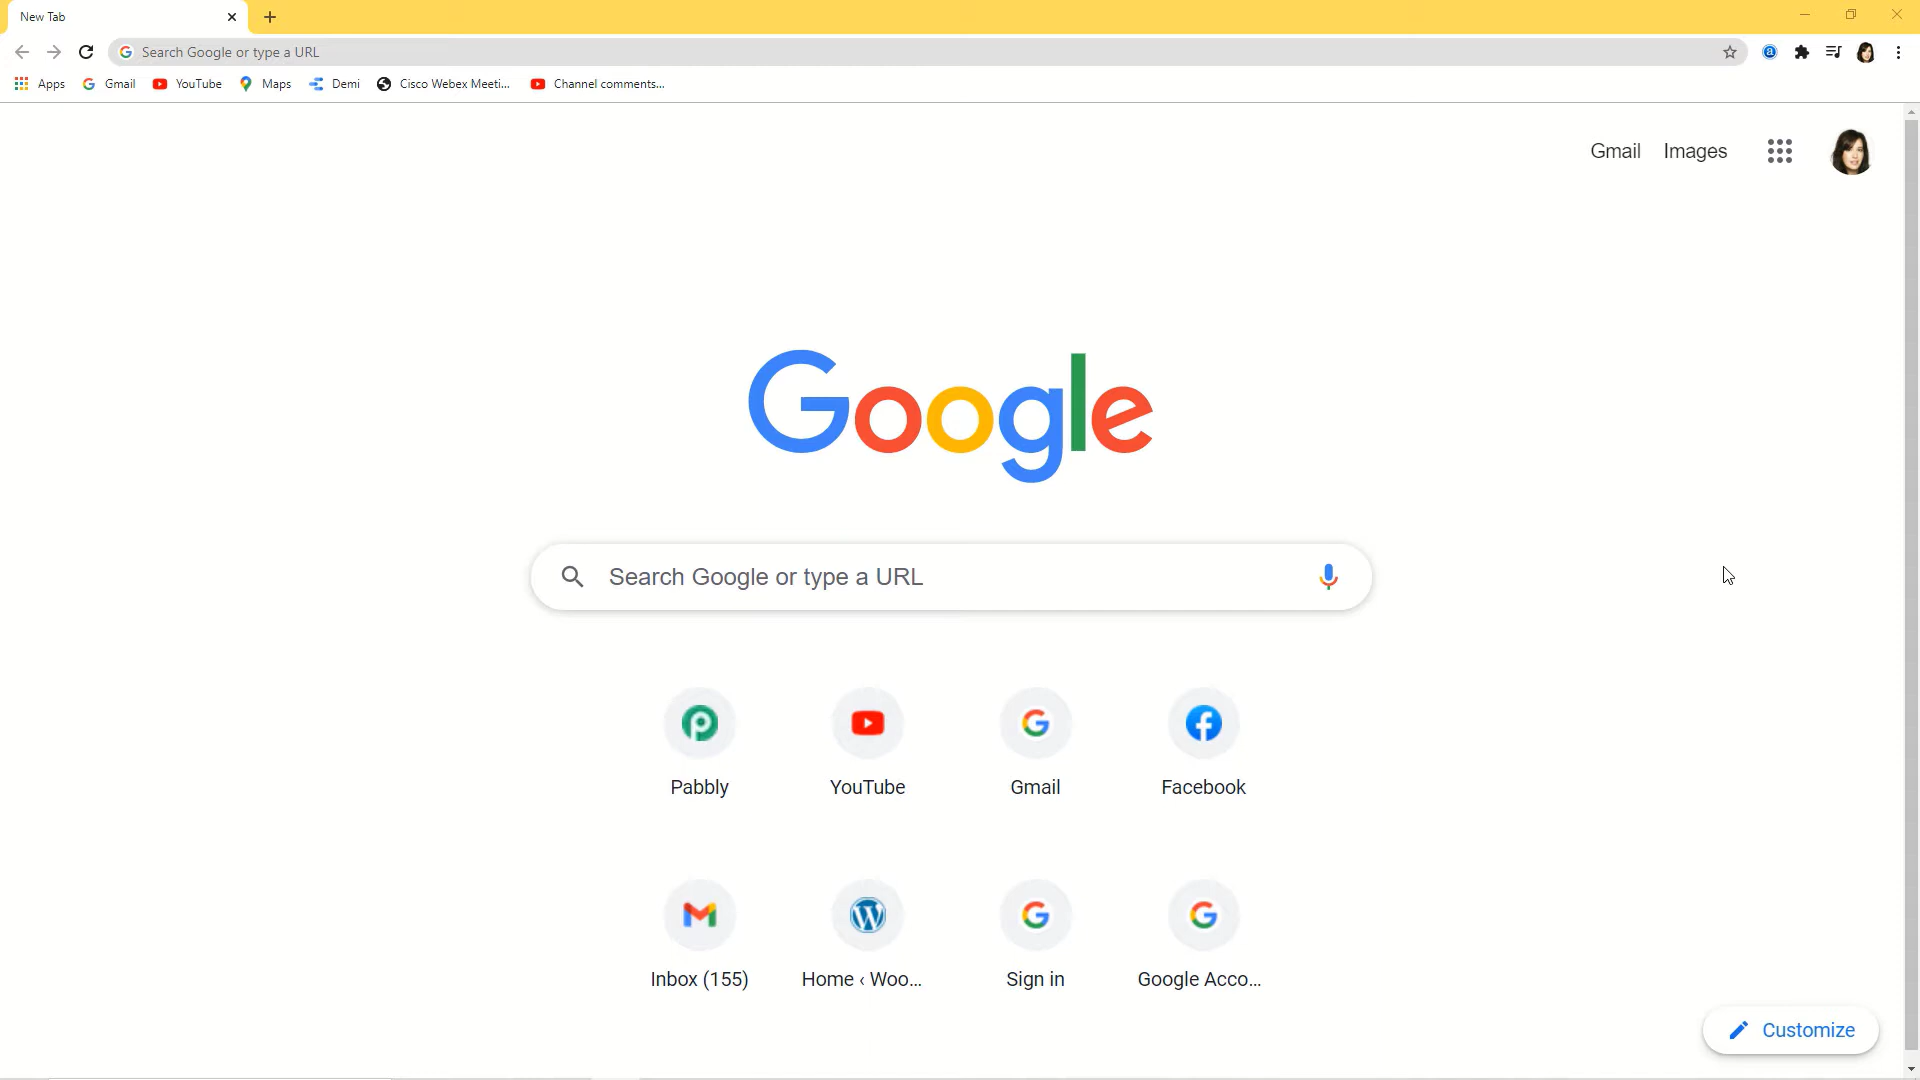 New Tab
Search Google or type a URL
Apps Gmail YouTube Maps Demi Cisco Webex Meeti... Channel comments...
Gmail Images
Google
Search Google or type a URL
Pabbly YouTube Gmail Facebook
Inbox (155) Home ‹ Woo... Sign in Google Acco...
Customize